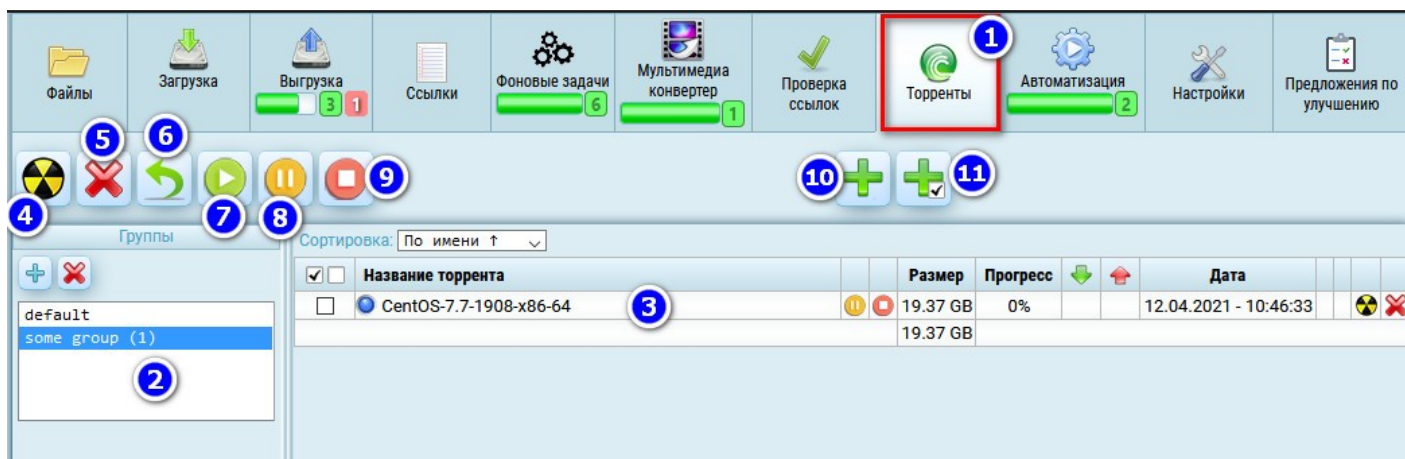 Файлы
Загрузка
Выгрузка
3 1
Ссылки
Фоновые задачи
6
Мультимедиа
конвертер
1
Проверка
ссылок
Торренты
1
Автоматизация
2
Настройки
Предложения по
улучшению
5
6
4
7
8
9
10
11
Группы
default
some group (1)
2
Сортировка: По имени ↑
Название торрента Размер Прогресс Дата
CentOS-7.7-1908-x86-64 3 19.37 GB 0% 12.04.2021 - 10:46:33
19.37 GB